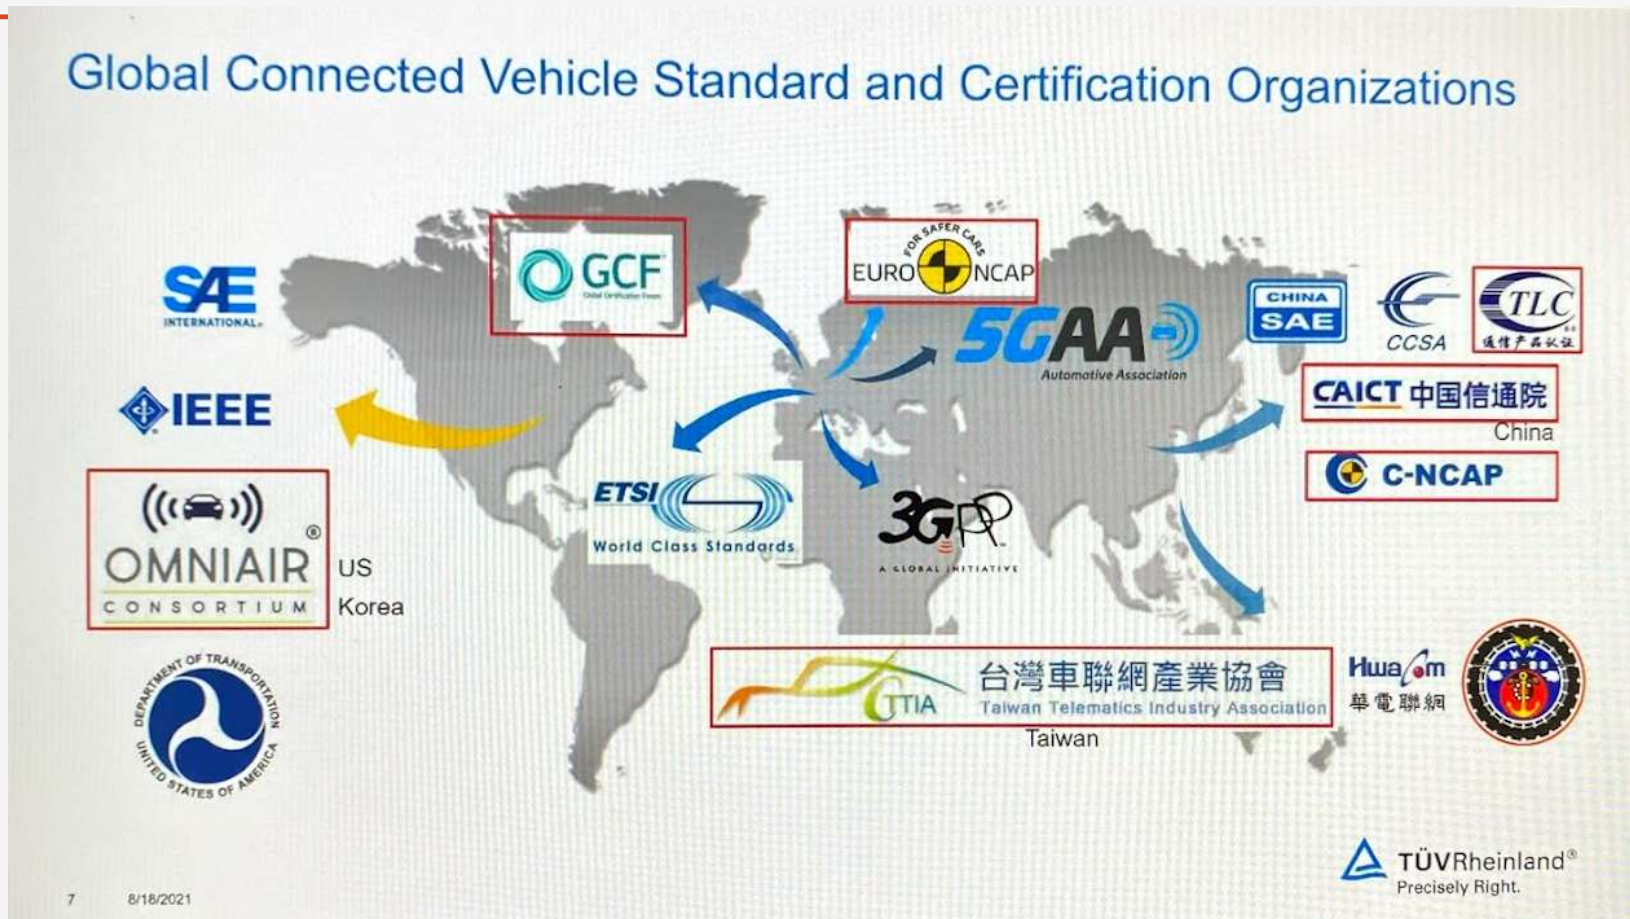 Global Connected Vehicle Standard and Certification Organizations
SAE
INTERNATIONAL
GCF
Global Certification Forum
FOR SAFER CARS
EURO NCAP
5GAA
Automotive Association
CHINA
SAE
CCSA
TLC
通信产品认证
IEEE
CAICT 中国信通院
China
C-NCAP
OMNIAIR®
CONSORTIUM
US
Korea
ETSI
World Class Standards
3GPP
A GLOBAL INITIATIVE
DEPARTMENT OF TRANSPORTATION
UNITED STATES OF AMERICA
TTIA
台灣車聯網產業協會
Taiwan Telematics Industry Association
Taiwan
HwaCom
華電聯網
TÜVRheinland®
Precisely Right.
7
8/18/2021